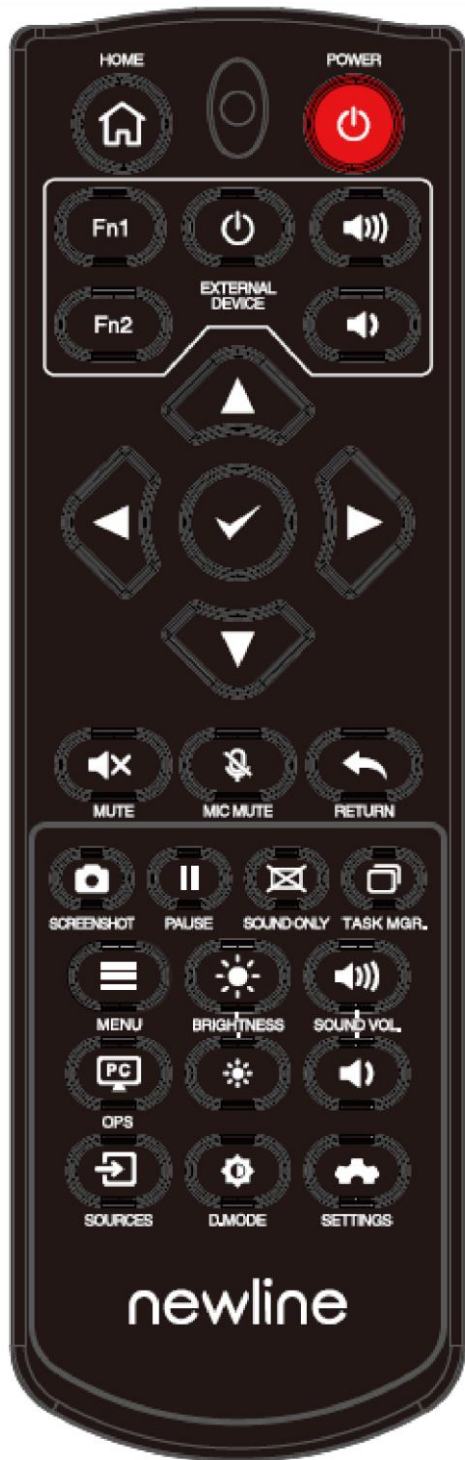 HOME POWER
Fn1
EXTERNAL
DEVICE
Fn2
MUTE MIC MUTE RETURN
SCREENSHOT PAUSE SOUND ONLY TASK MGR.
MENU BRIGHTNESS SOUND VOL.
PC
OPS
SOURCES D.MODE SETTINGS
newline